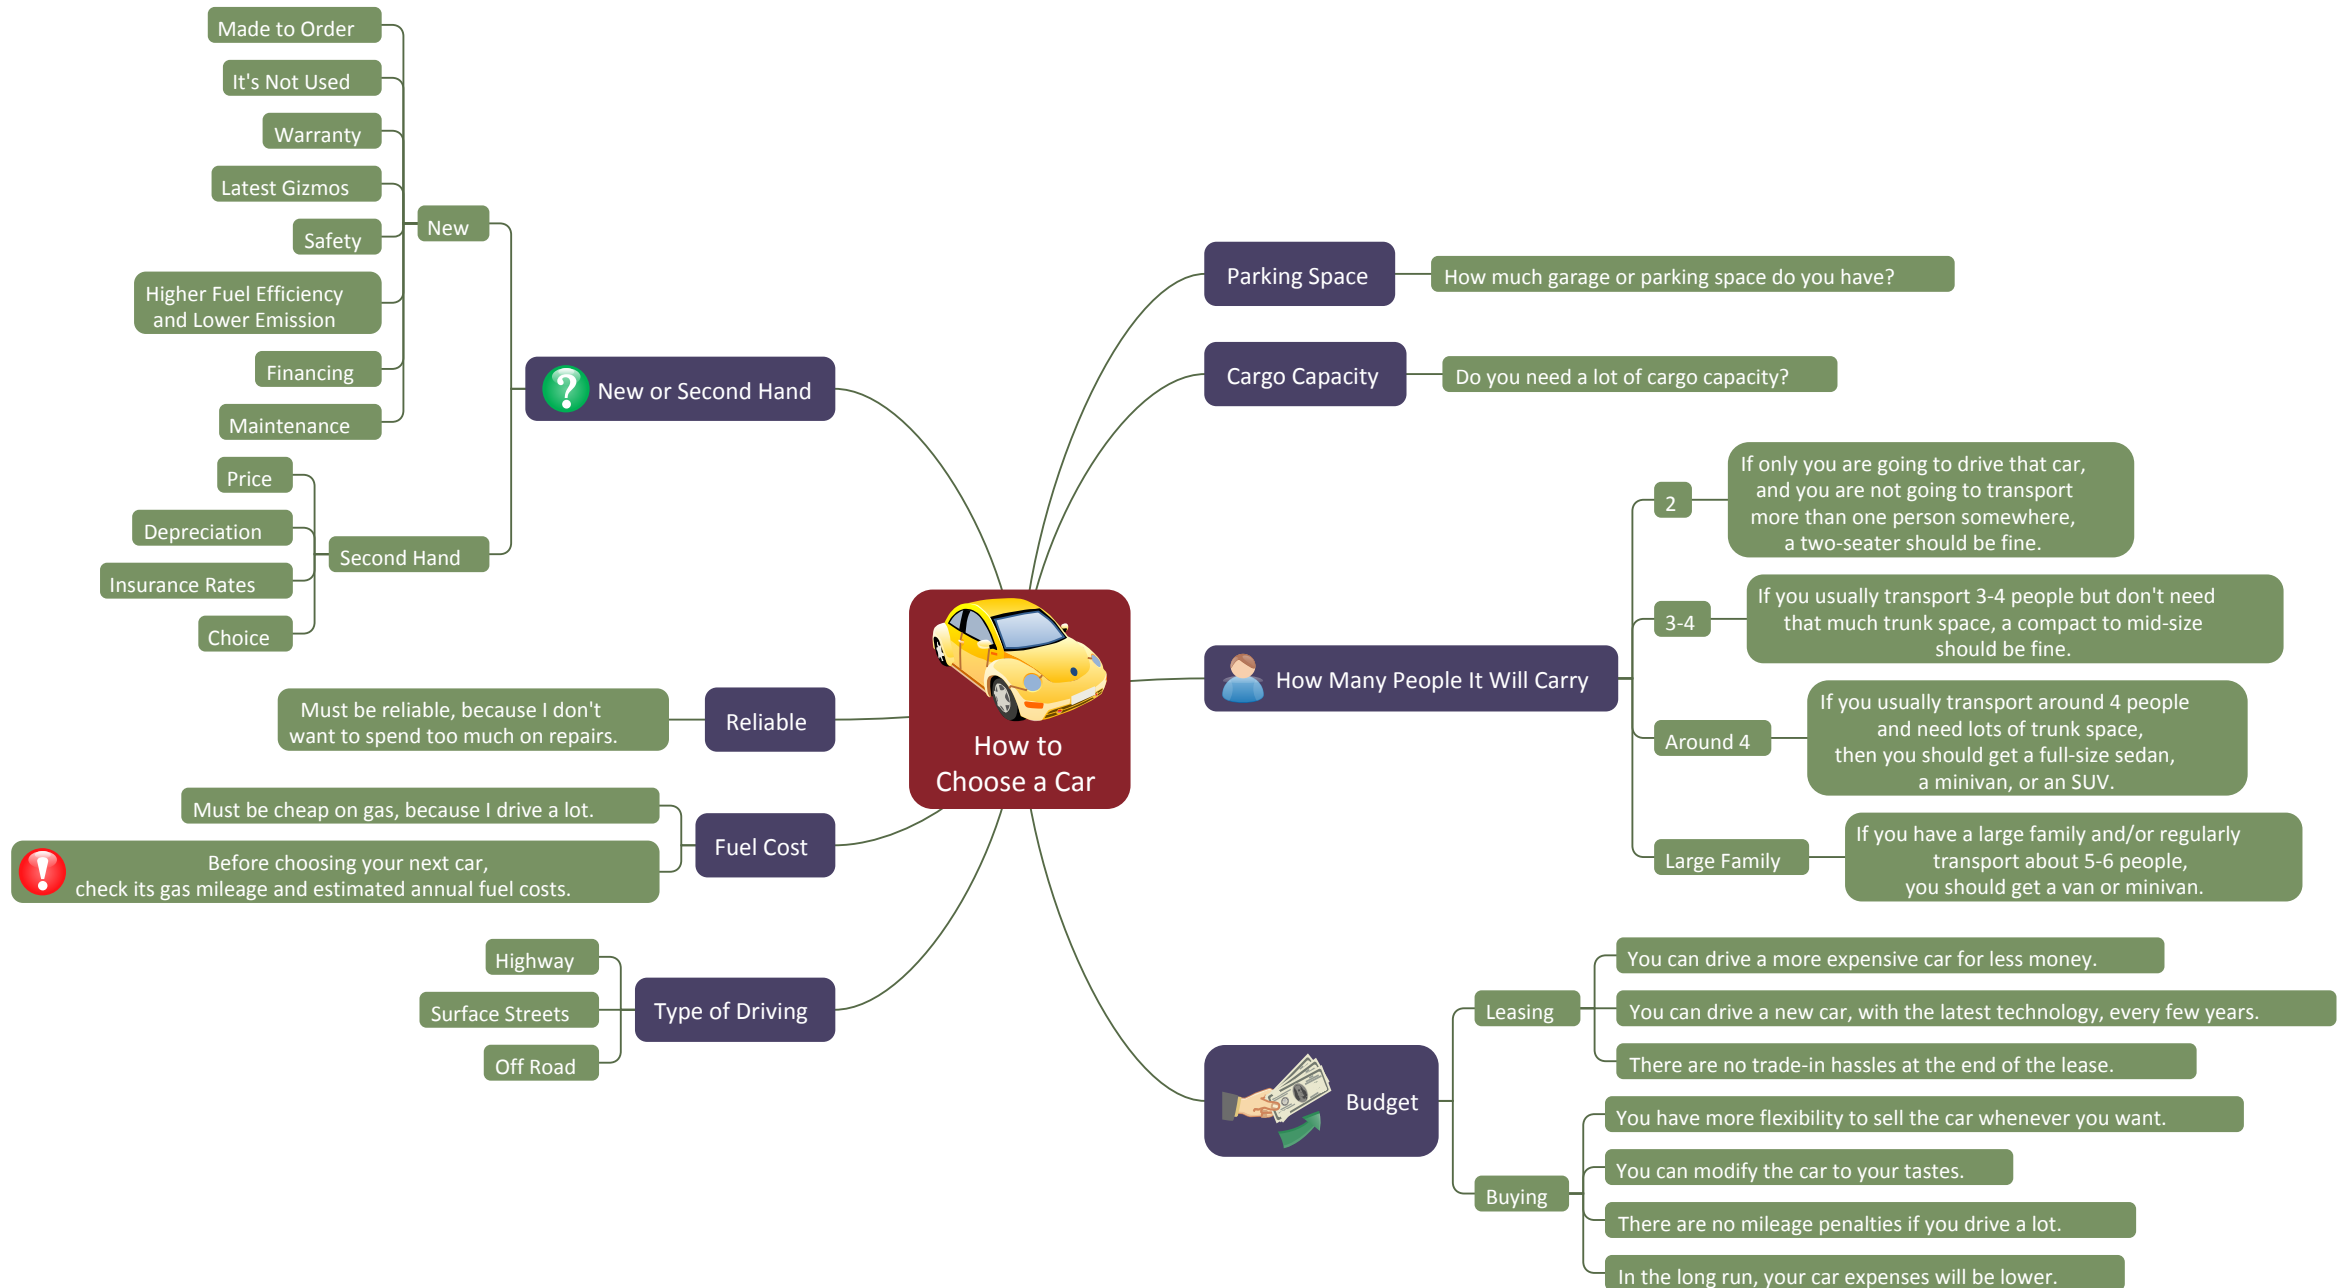 How to
Choose a Car
Parking Space
How much garage or parking space do you have?
Cargo Capacity
Do you need a lot of cargo capacity?
How Many People It Will Carry
2
If only you are going to drive that car,
and you are not going to transport
more than one person somewhere,
a two-seater should be fine.
3-4
If you usually transport 3-4 people but don't need
that much trunk space, a compact to mid-size
should be fine.
Around 4
If you usually transport around 4 people
and need lots of trunk space,
then you should get a full-size sedan,
a minivan, or an SUV.
Large Family
If you have a large family and/or regularly
transport about 5-6 people,
you should get a van or minivan.
Budget
Leasing
You can drive a more expensive car for less money.
You can drive a new car, with the latest technology, every few years.
There are no trade-in hassles at the end of the lease.
Buying
You have more flexibility to sell the car whenever you want.
You can modify the car to your tastes.
There are no mileage penalties if you drive a lot.
In the long run, your car expenses will be lower.
New or Second Hand
New
Made to Order
It's Not Used
Warranty
Latest Gizmos
Safety
Higher Fuel Efficiency
and Lower Emission
Financing
Maintenance
Second Hand
Price
Depreciation
Insurance Rates
Choice
Reliable
Must be reliable, because I don't
want to spend too much on repairs.
Fuel Cost
Must be cheap on gas, because I drive a lot.
Before choosing your next car,
check its gas mileage and estimated annual fuel costs.
Type of Driving
Highway
Surface Streets
Off Road